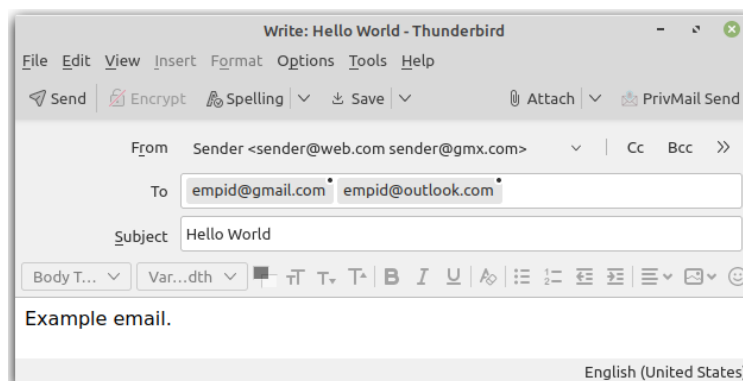 Write: Hello World - Thunderbird
File Edit View Insert Format Options Tools Help
Send Encrypt Spelling Save Attach PrivMail Send
From Sender <sender@web.com sender@gmx.com> Cc Bcc
To empid@gmail.com empid@outlook.com
Subject Hello World
Body T... Var...dth
Example email.
English (United States)